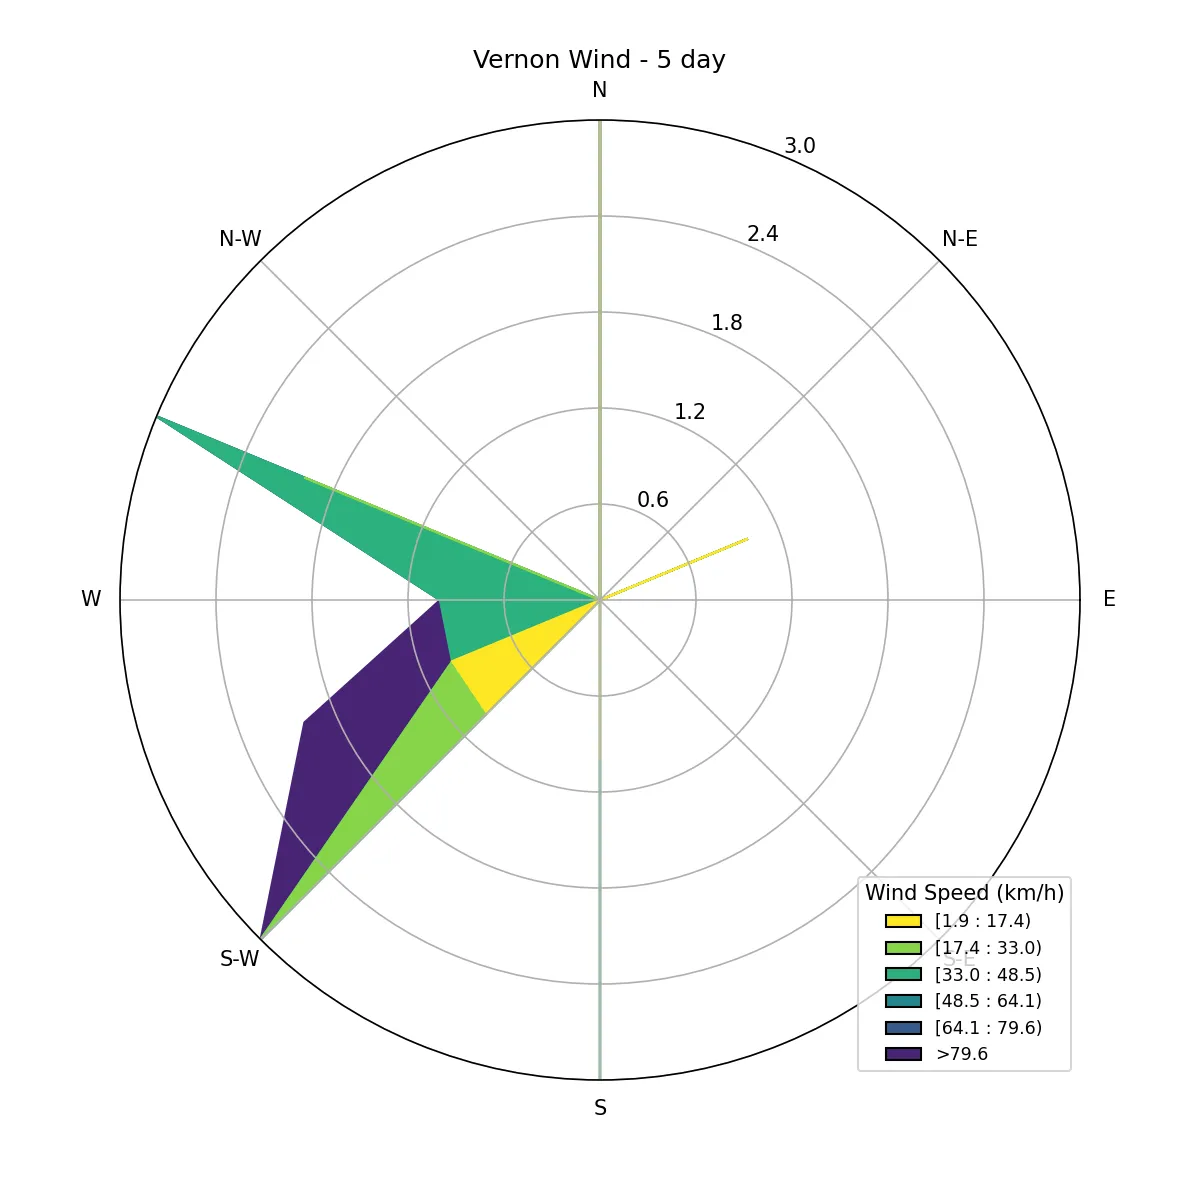 Vernon Wind - 5 day
N
3.0
N-W
2.4
N-E
1.8
1.2
0.6
W
E
S-W
S-E
S
Wind Speed (km/h)
[1.9 : 17.4)
[17.4 : 33.0)
[33.0 : 48.5)
[48.5 : 64.1)
[64.1 : 79.6)
>79.6